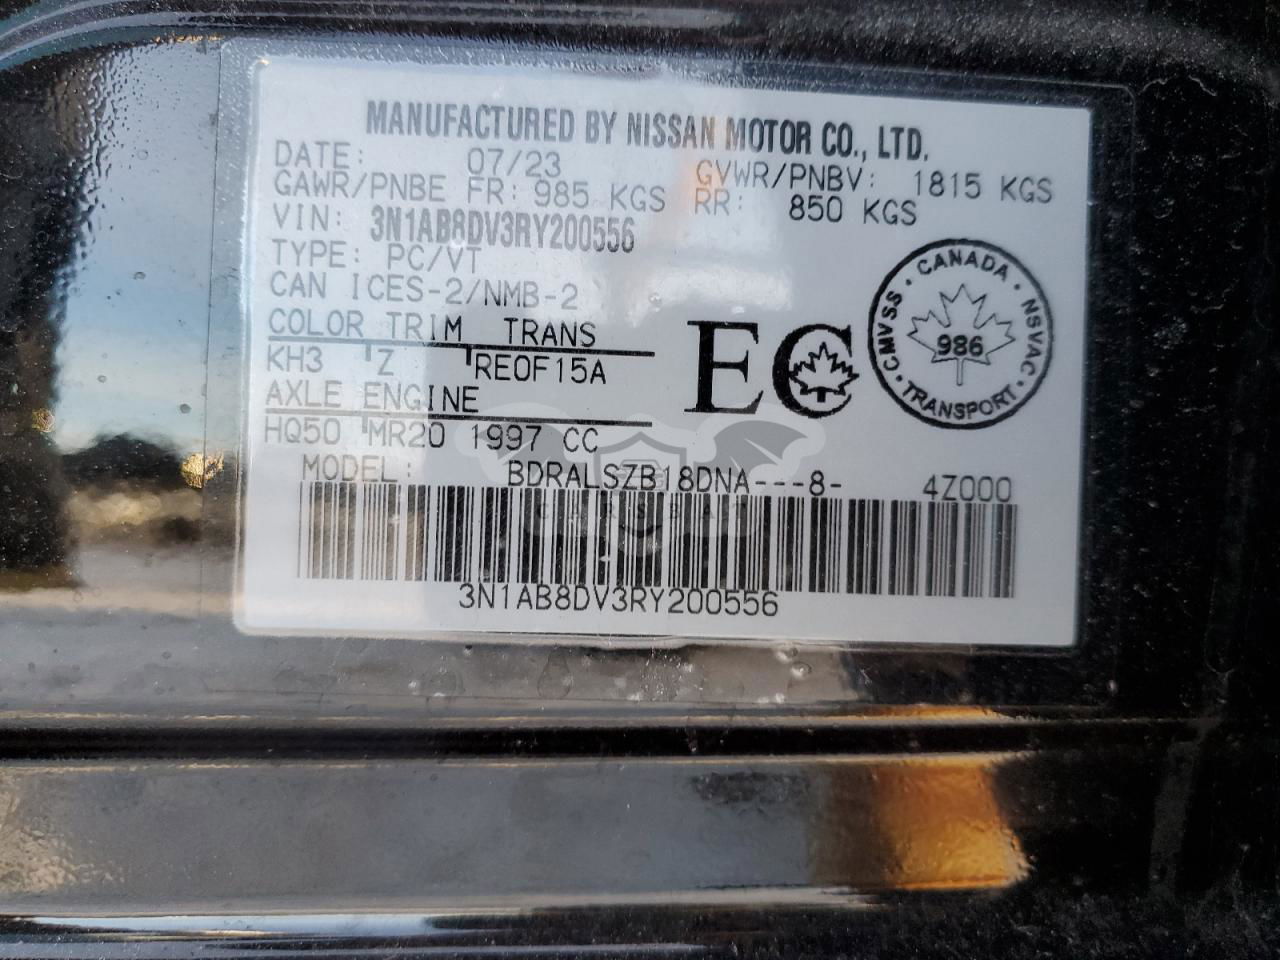 MANUFACTURED BY NISSAN MOTOR CO., LTD.
DATE: 07/23 GVWR/PNBV: 1815 KGS
GAWR/PNBE FR: 985 KGS RR: 850 KGS
VIN: 3N1AB8DV3RY200556
TYPE: PC/VT
CAN ICES-2/NMB-2
COLOR TRIM TRANS
KH3 Z RE0F15A
AXLE ENGINE
HQ50 MR20 1997 CC
MODEL: BDRALSZB18DNA---8- 4Z000
3N1AB8DV3RY200556
EC
CANADA
CMVSS NSVAC
986
TRANSPORT
CARSBAT